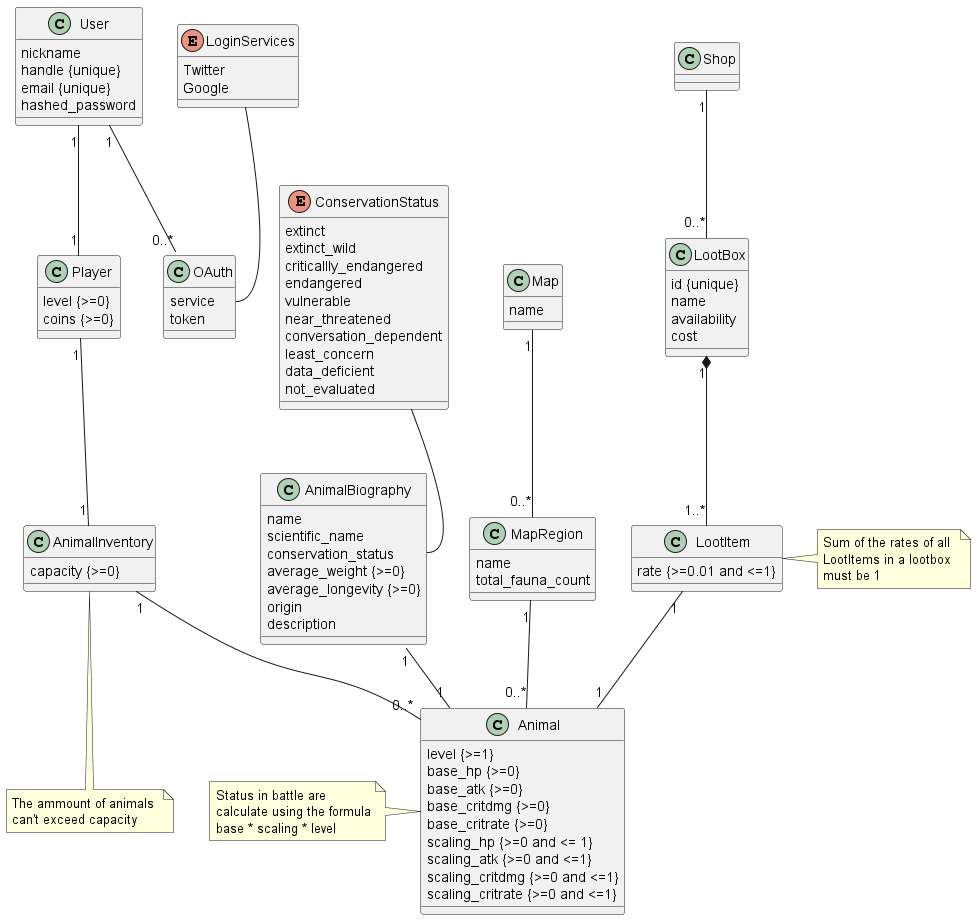 C User
nickname
handle {unique}
email {unique}
hashed_password
E LoginServices
Twitter
Google
C Shop
1
1
1
0..*
1
0..*
C Player
level {>=0}
coins {>=0}
C OAuth
service
token
E ConservationStatus
extinct
extinct_wild
criticallly_endangered
endangered
vulnerable
near_threatened
conversation_dependent
least_concern
data_deficient
not_evaluated
C Map
name
C LootBox
id {unique}
name
availability
cost
1
1
1
1
0..*
1..*
C AnimalInventory
capacity {>=0}
C AnimalBiography
name
scientific_name
conservation_status
average_weight {>=0}
average_longevity {>=0}
origin
description
C MapRegion
name
total_fauna_count
C LootItem
rate {>=0.01 and <=1}
Sum of the rates of all
LootItems in a lootbox
must be 1
1
1
1
1
0..*
1
0..*
1
The ammount of animals
can't exceed capacity
Status in battle are
calculate using the formula
base * scaling * level
C Animal
level {>=1}
base_hp {>=0}
base_atk {>=0}
base_critdmg {>=0}
base_critrate {>=0}
scaling_hp {>=0 and <= 1}
scaling_atk {>=0 and <=1}
scaling_critdmg {>=0 and <=1}
scaling_critrate {>=0 and <=1}